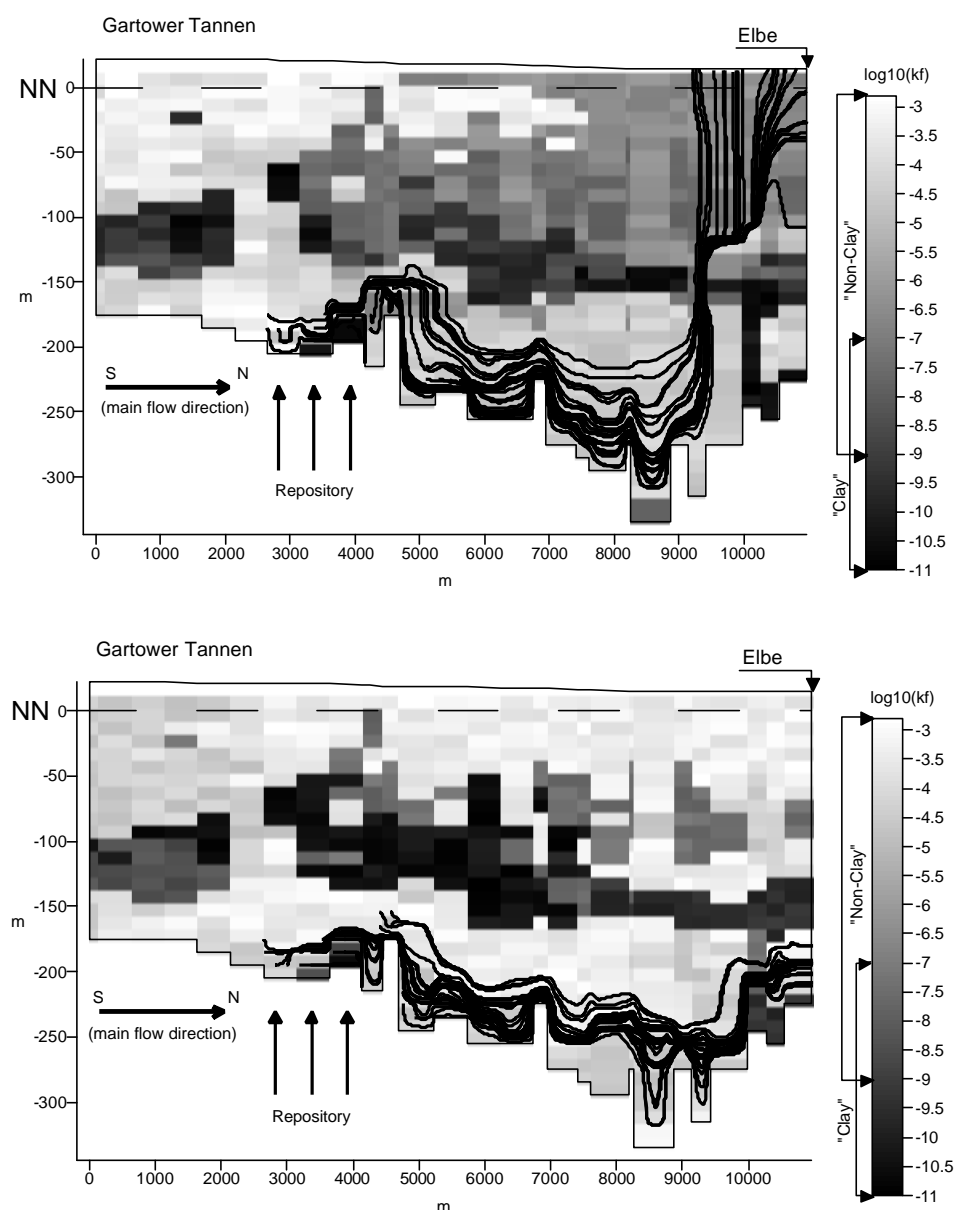 Gartower Tannen
Elbe
log10(kf)
NN
0
-50
-100
-150
m
-200
-250
-300
S
N
(main flow direction)
Repository
0 1000 2000 3000 4000 5000 6000 7000 8000 9000 10000
m
"Non-Clay"
"Clay"
-3
-3.5
-4
-4.5
-5
-5.5
-6
-6.5
-7
-7.5
-8
-8.5
-9
-9.5
-10
-10.5
-11
Gartower Tannen
Elbe
log10(kf)
NN
0
-50
-100
-150
m
-200
-250
-300
S
N
(main flow direction)
Repository
0 1000 2000 3000 4000 5000 6000 7000 8000 9000 10000
m
"Non-Clay"
"Clay"
-3
-3.5
-4
-4.5
-5
-5.5
-6
-6.5
-7
-7.5
-8
-8.5
-9
-9.5
-10
-10.5
-11